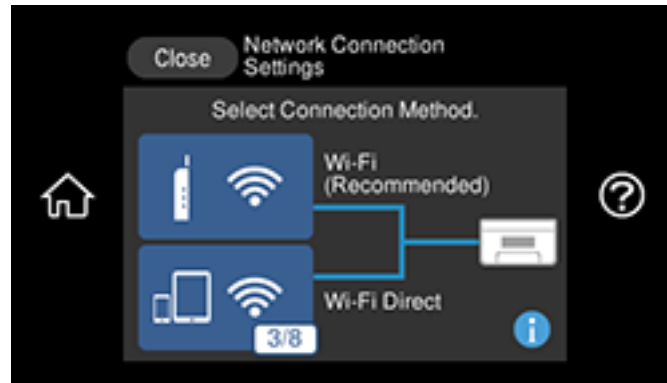 Close
Network Connection
Settings
Select Connection Method.
Wi-Fi
(Recommended)
Wi-Fi Direct
3/8